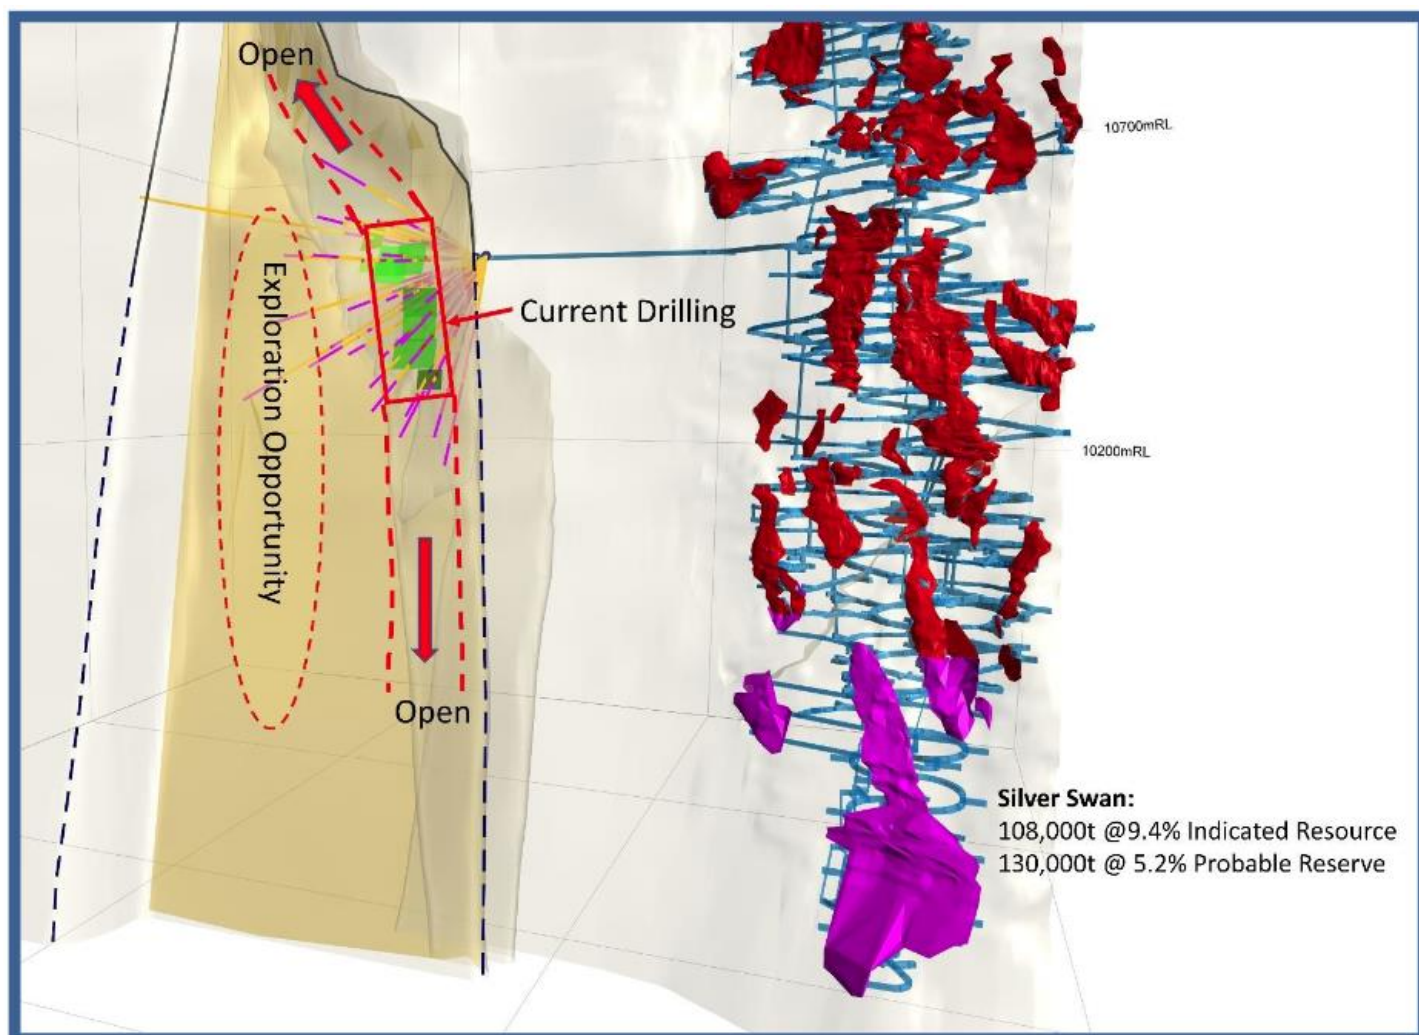 Open
10700mRL
Exploration Opportunity
Current Drilling
10200mRL
Open
Silver Swan:
108,000t @9.4% Indicated Resource
130,000t @ 5.2% Probable Reserve